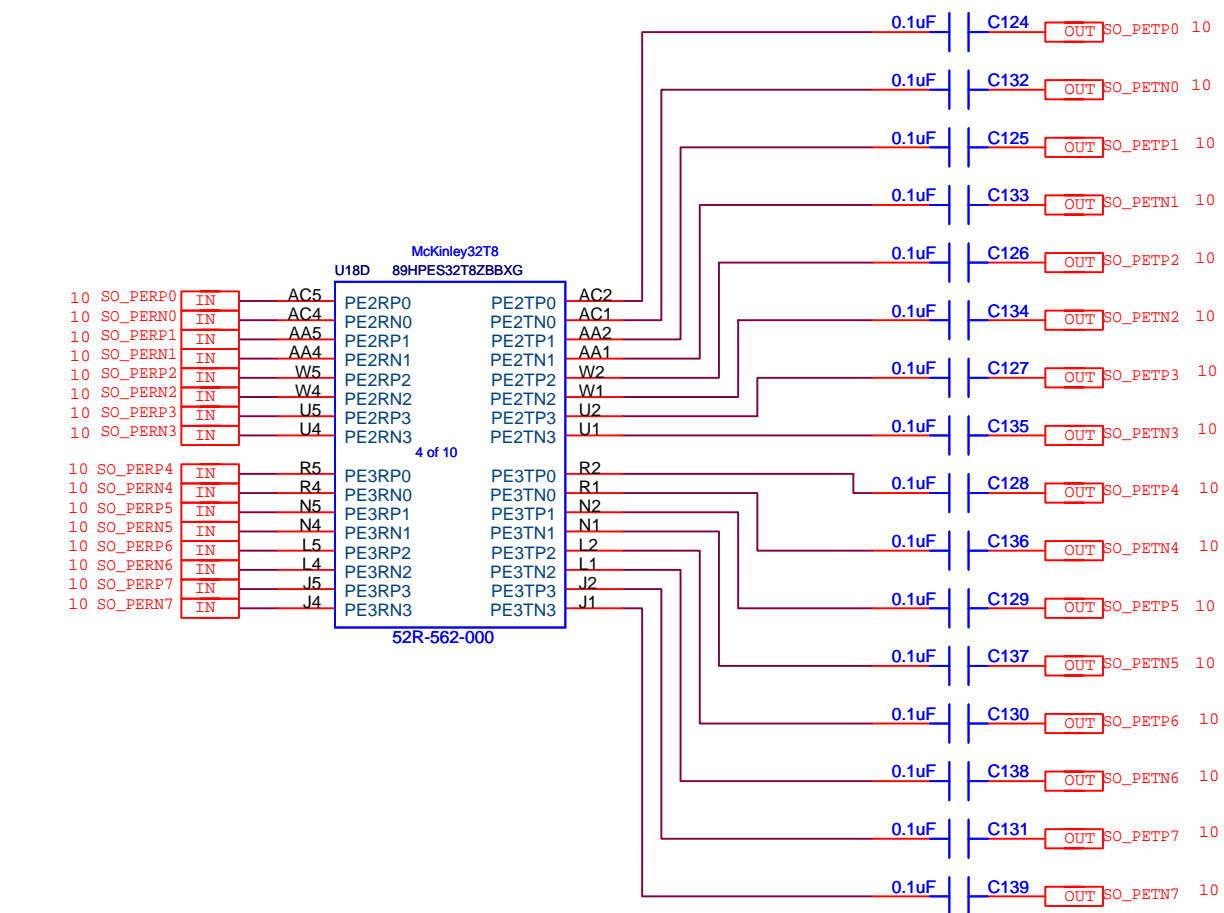 0.1uF C124 OUT SO_PETP0 10
0.1uF C132 OUT SO_PETN0 10
0.1uF C125 OUT SO_PETP1 10
0.1uF C133 OUT SO_PETN1 10
0.1uF C126 OUT SO_PETP2 10
0.1uF C134 OUT SO_PETN2 10
0.1uF C127 OUT SO_PETP3 10
0.1uF C135 OUT SO_PETN3 10
0.1uF C128 OUT SO_PETP4 10
0.1uF C136 OUT SO_PETN4 10
0.1uF C129 OUT SO_PETP5 10
0.1uF C137 OUT SO_PETN5 10
0.1uF C130 OUT SO_PETP6 10
0.1uF C138 OUT SO_PETN6 10
0.1uF C131 OUT SO_PETP7 10
0.1uF C139 OUT SO_PETN7 10
McKinley32T8
U18D 89HPES32T8ZBBXG
10 SO_PERP0 IN AC5 PE2RP0 PE2TP0 AC2
10 SO_PERN0 IN AC4 PE2RN0 PE2TN0 AC1
10 SO_PERP1 IN AA5 PE2RP1 PE2TP1 AA2
10 SO_PERN1 IN AA4 PE2RN1 PE2TN1 AA1
10 SO_PERP2 IN W5 PE2RP2 PE2TP2 W2
10 SO_PERN2 IN W4 PE2RN2 PE2TN2 W1
10 SO_PERP3 IN U5 PE2RP3 PE2TP3 U2
10 SO_PERN3 IN U4 PE2RN3 PE2TN3 U1
4 of 10
10 SO_PERP4 IN R5 PE3RP0 PE3TP0 R2
10 SO_PERN4 IN R4 PE3RN0 PE3TN0 R1
10 SO_PERP5 IN N5 PE3RP1 PE3TP1 N2
10 SO_PERN5 IN N4 PE3RN1 PE3TN1 N1
10 SO_PERP6 IN L5 PE3RP2 PE3TP2 L2
10 SO_PERN6 IN L4 PE3RN2 PE3TN2 L1
10 SO_PERP7 IN J5 PE3RP3 PE3TP3 J2
10 SO_PERN7 IN J4 PE3RN3 PE3TN3 J1
52R-562-000